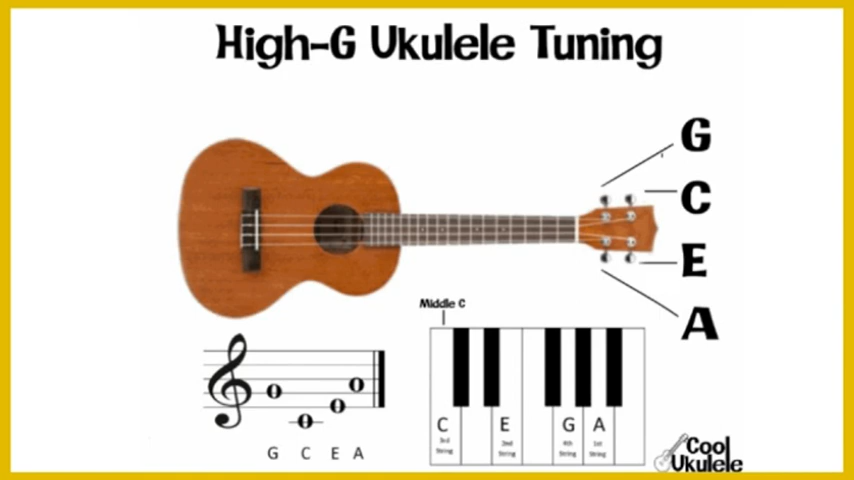 High-G Ukulele Tuning
G
C
E
A
Middle C
G C E A
C E G A
3rd String
2nd String
4th String
1st String
Cool
Ukulele